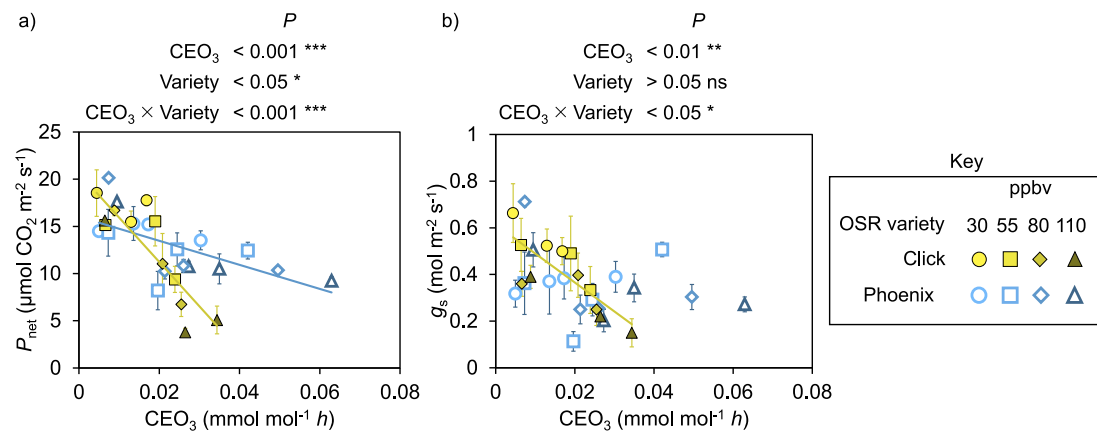 a) P
CEO₃ < 0.001 ***
Variety < 0.05 *
CEO₃ × Variety < 0.001 ***
25
20
15
10
5
0
Pnet (µmol CO₂ m⁻² s⁻¹)
0 0.02 0.04 0.06 0.08
CEO₃ (mmol mol⁻¹ h)
b) P
CEO₃ < 0.01 **
Variety > 0.05 ns
CEO₃ × Variety < 0.05 *
1
0.8
0.6
0.4
0.2
0
gs (mol m⁻² s⁻¹)
0 0.02 0.04 0.06 0.08
CEO₃ (mmol mol⁻¹ h)
Key
ppbv
OSR variety 30 55 80 110
Click
Phoenix